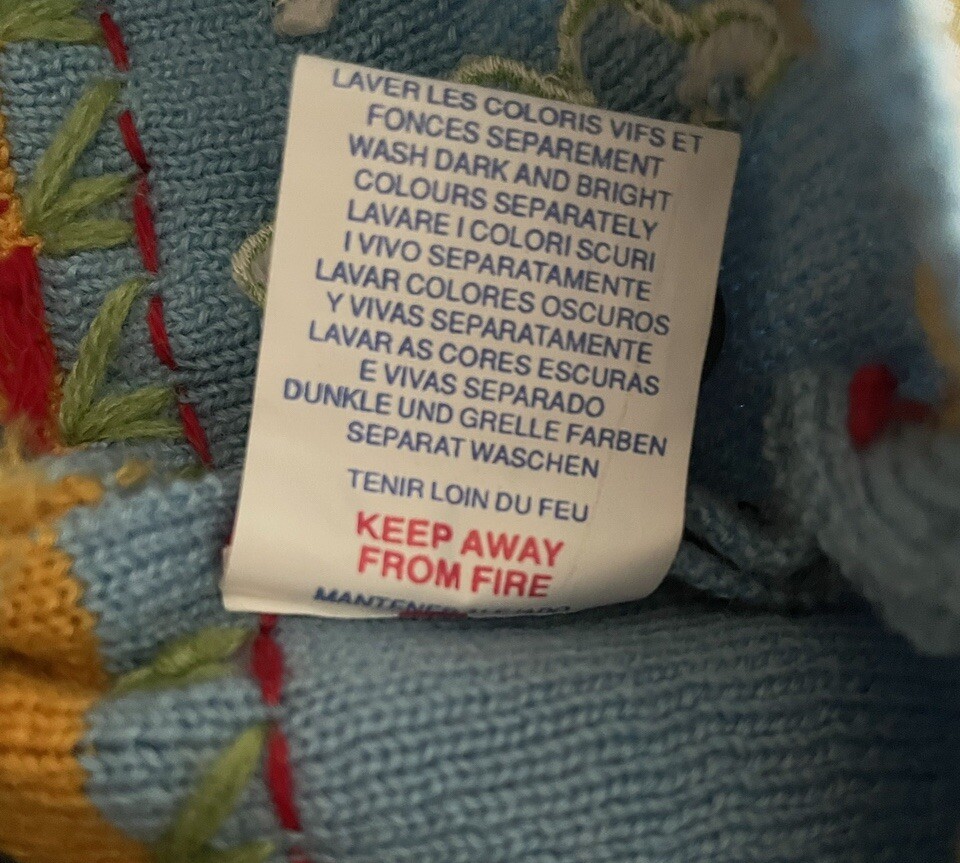 LAVER LES COLORIS VIFS ET
FONCES SEPAREMENT
WASH DARK AND BRIGHT
COLOURS SEPARATELY
LAVARE I COLORI SCURI
I VIVO SEPARATAMENTE
LAVAR COLORES OSCUROS
Y VIVAS SEPARATAMENTE
LAVAR AS CORES ESCURAS
E VIVAS SEPARADO
DUNKLE UND GRELLE FARBEN
SEPARAT WASCHEN
TENIR LOIN DU FEU
KEEP AWAY
FROM FIRE
MANTENER ALEJADO